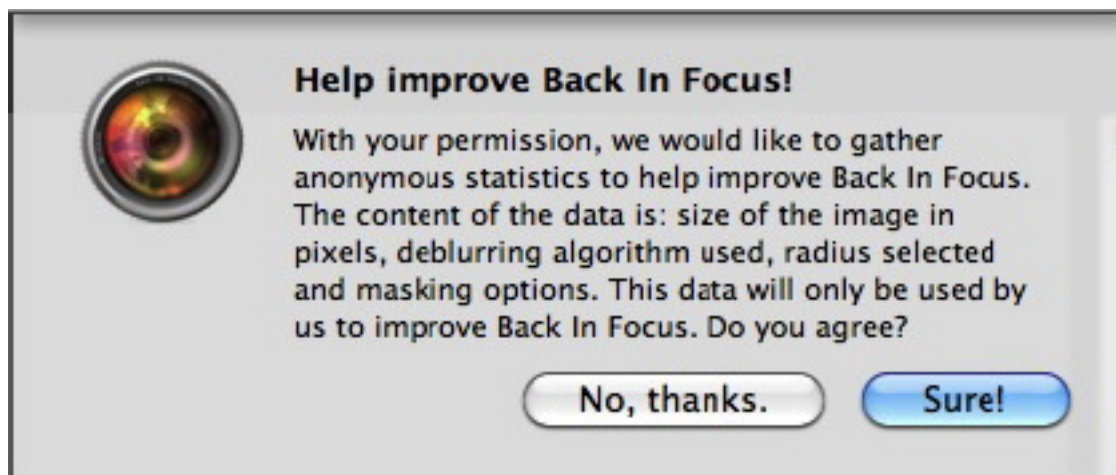 Help improve Back In Focus!
With your permission, we would like to gather
anonymous statistics to help improve Back In Focus.
The content of the data is: size of the image in
pixels, deblurring algorithm used, radius selected
and masking options. This data will only be used by
us to improve Back In Focus. Do you agree?
No, thanks. Sure!